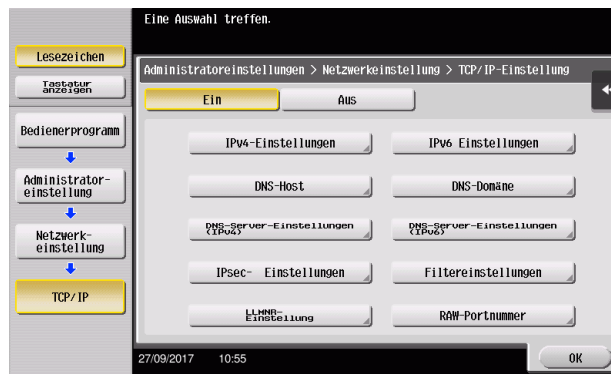 Eine Auswahl treffen.
Lesezeichen
Tastatur
anzeigen
Bedienerprogramm
Administrator-
einstellung
Netzwerk-
einstellung
TCP/IP
Administratoreinstellungen > Netzwerkeinstellung > TCP/IP-Einstellung
Ein
Aus
IPv4-Einstellungen
IPv6 Einstellungen
DNS-Host
DNS-Domäne
DNS-Server-Einstellungen
(IPv4)
DNS-Server-Einstellungen
(IPv6)
IPsec- Einstellungen
Filtereinstellungen
LLMNR-
Einstellung
RAW-Portnummer
27/09/2017 10:55
OK